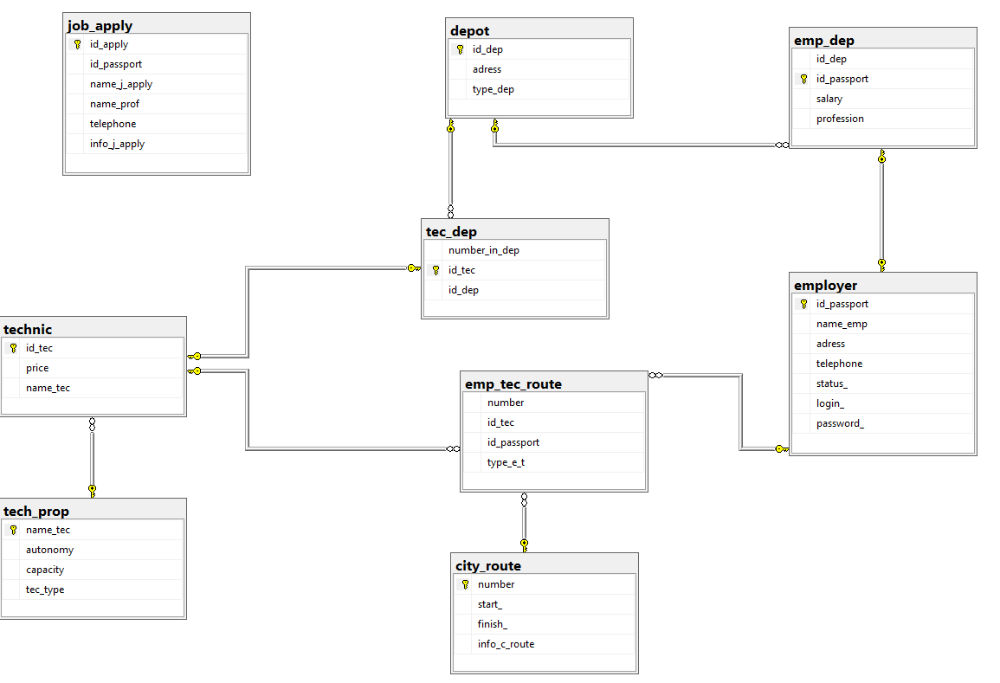 job_apply
id_apply
id_passport
name_j_apply
name_prof
telephone
info_j_apply
depot
id_dep
adress
type_dep
emp_dep
id_dep
id_passport
salary
profession
tec_dep
number_in_dep
id_tec
id_dep
employer
id_passport
name_emp
adress
telephone
status_
login_
password_
technic
id_tec
price
name_tec
emp_tec_route
number
id_tec
id_passport
type_e_t
tech_prop
name_tec
autonomy
capacity
tec_type
city_route
number
start_
finish_
info_c_route